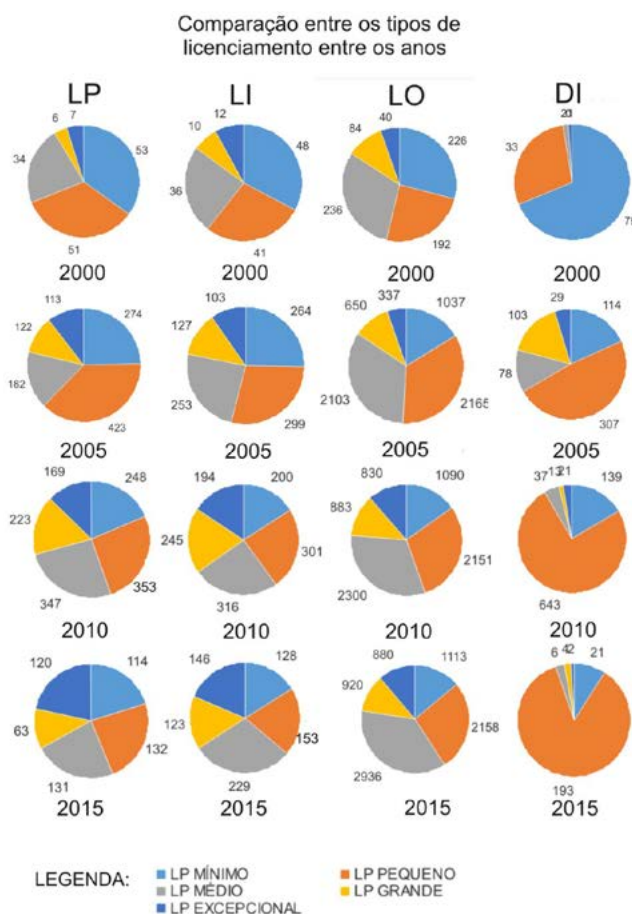 Comparação entre os tipos de
licenciamento entre os anos
LP LI LO DI
6 7 53 34 51
10 12 48 36 41
84 40 226 236 192
33
2000 2000 2000 2000
113 274 122 182 423
103 264 127 253 299
650 337 1037 2103 2165
29 114 103 78 307
2005 2005 2005 2005
169 248 223 347 353
194 200 245 316 301
830 1090 883 2300 2151
37 13 21 139 643
2010 2010 2010 2010
120 114 63 131 132
146 128 123 229 153
880 1113 920 2936 2158
6 4 2 21 193
2015 2015 2015 2015
LEGENDA:
LP MÍNIMO LP PEQUENO
LP MÉDIO LP GRANDE
LP EXCEPCIONAL